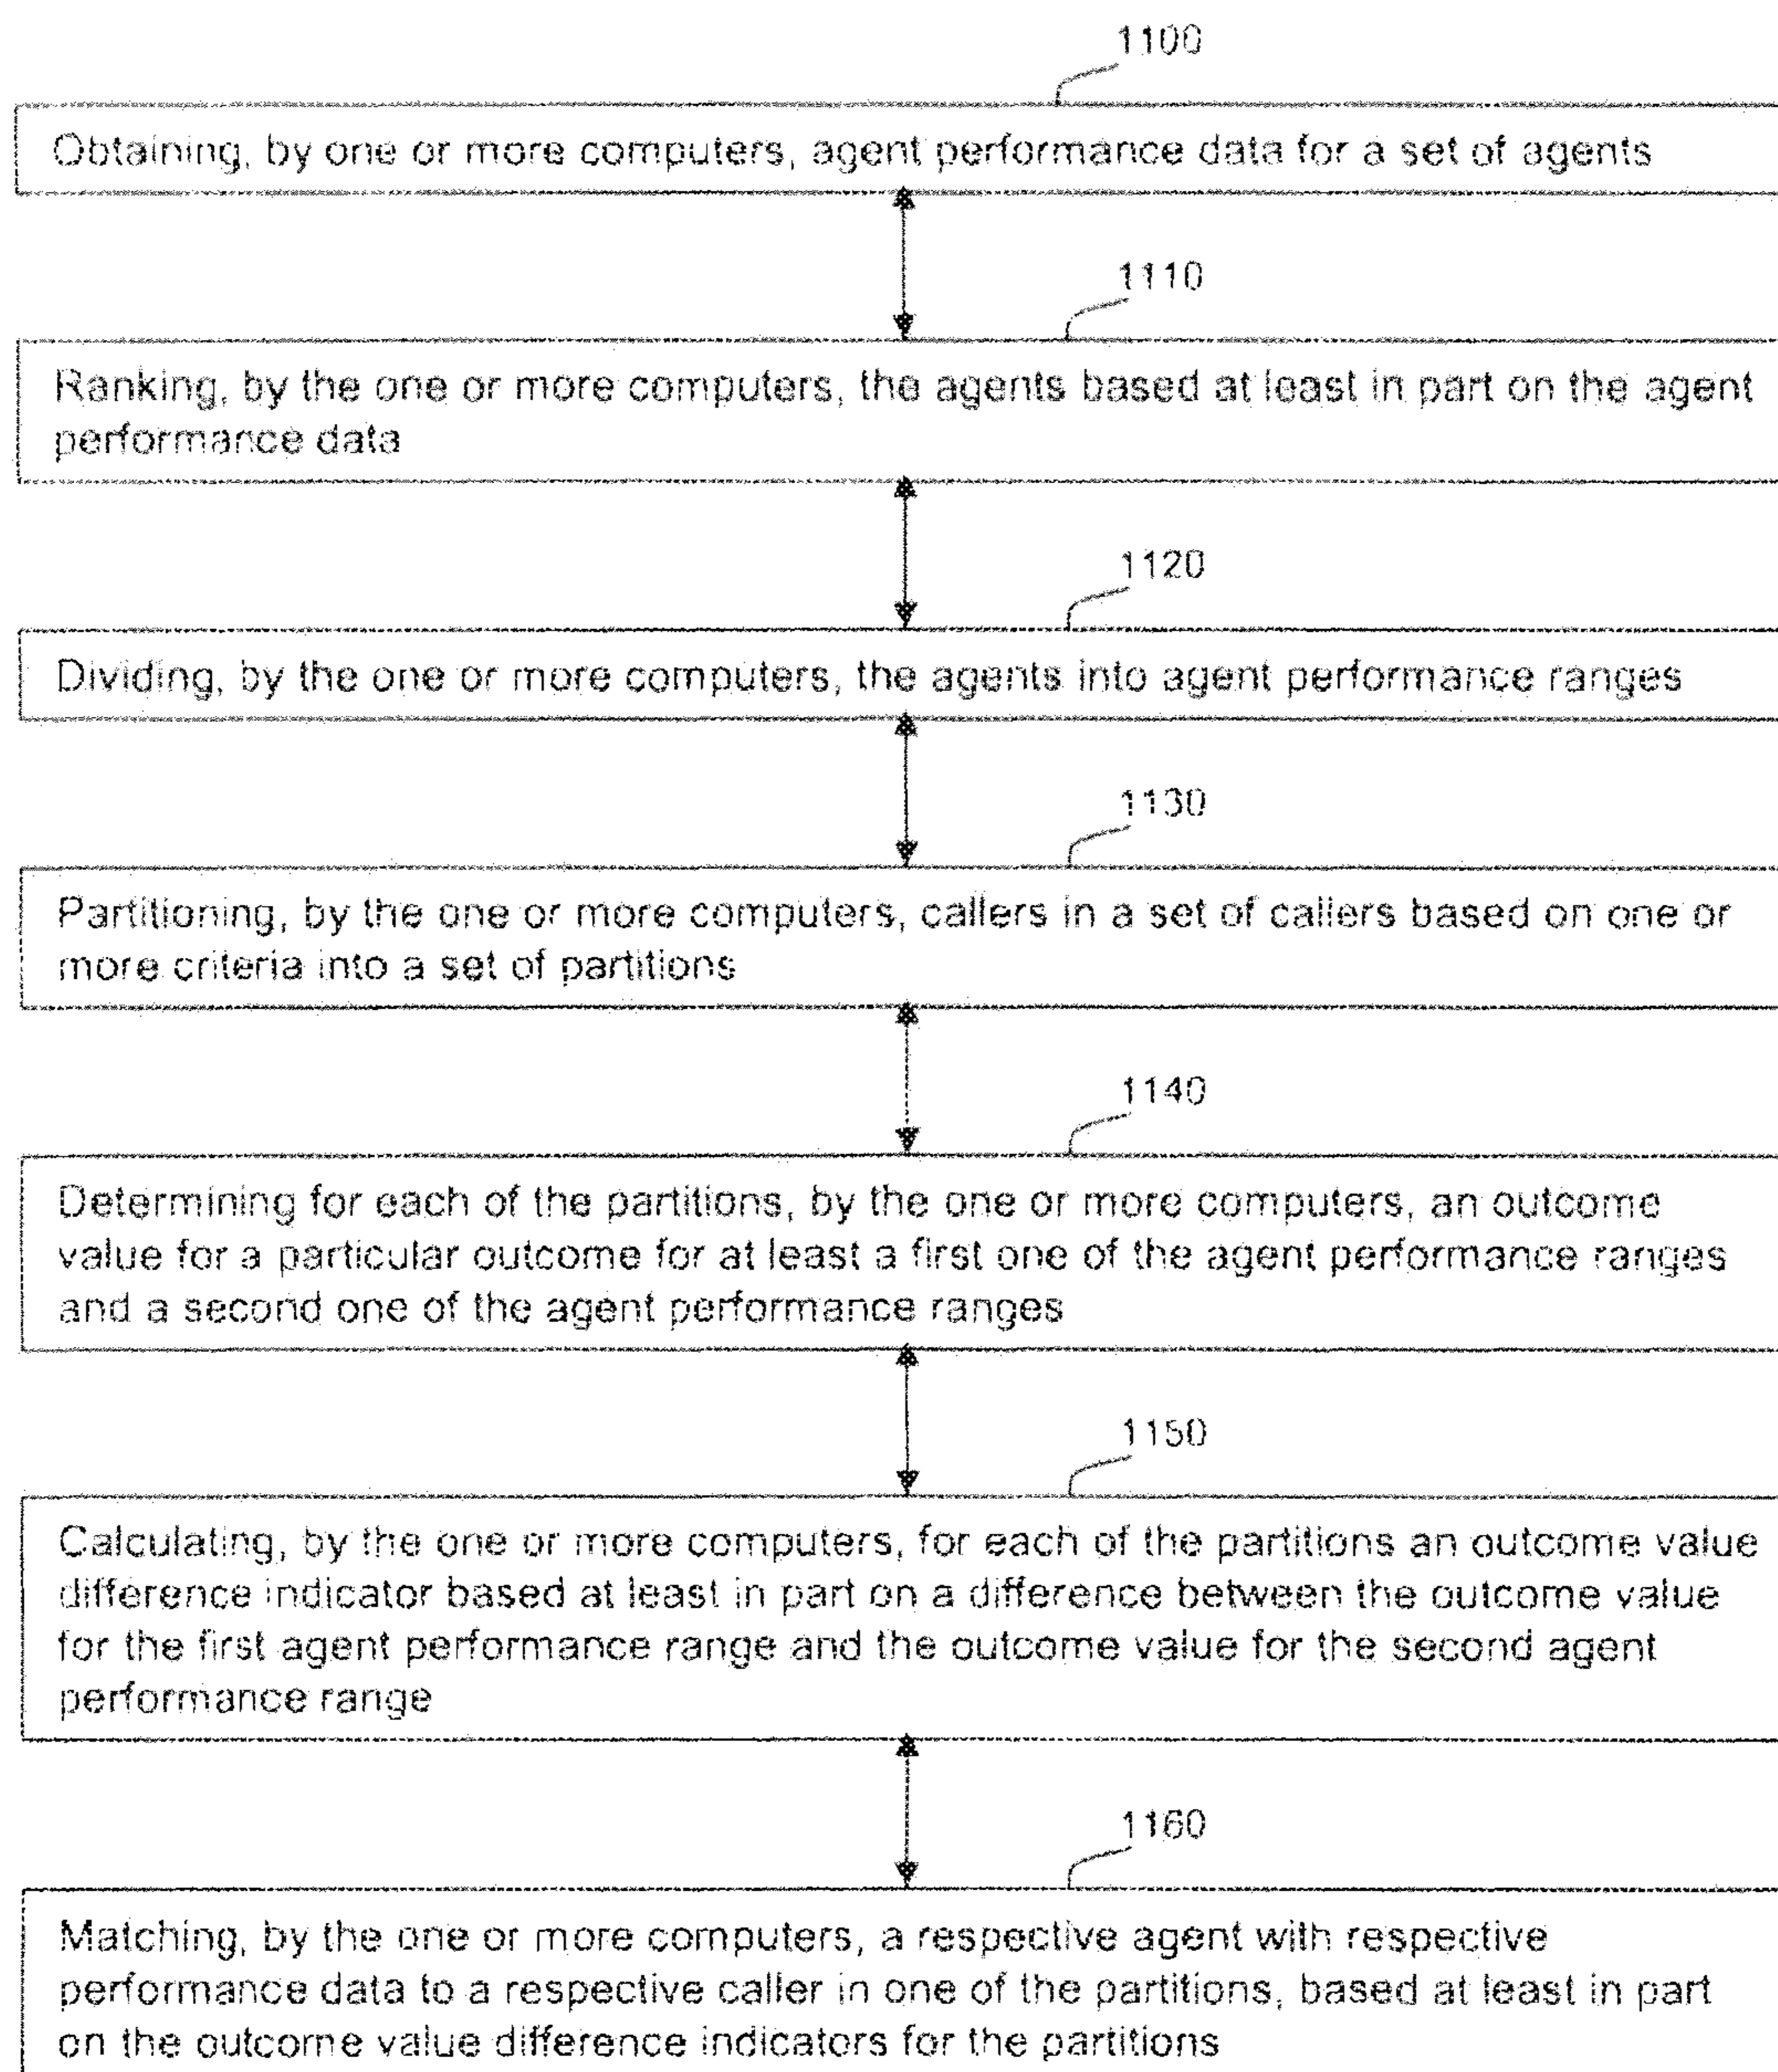 1100
Obtaining, by one or more computers, agent performance data for a set of agents
1110
Ranking, by the one or more computers, the agents based at least in part on the agent
performance data
1120
Dividing, by the one or more computers, the agents into agent performance ranges
1130
Partitioning, by the one or more computers, callers in a set of callers based on one or
more criteria into a set of partitions
1140
Determining for each of the partitions, by the one or more computers, an outcome
value for a particular outcome for at least a first one of the agent performance ranges
and a second one of the agent performance ranges
1150
Calculating, by the one or more computers, for each of the partitions an outcome value
difference indicator based at least in part on a difference between the outcome value
for the first agent performance range and the outcome value for the second agent
performance range
1160
Matching, by the one or more computers, a respective agent with respective
performance data to a respective caller in one of the partitions, based at least in part
on the outcome value difference indicators for the partitions